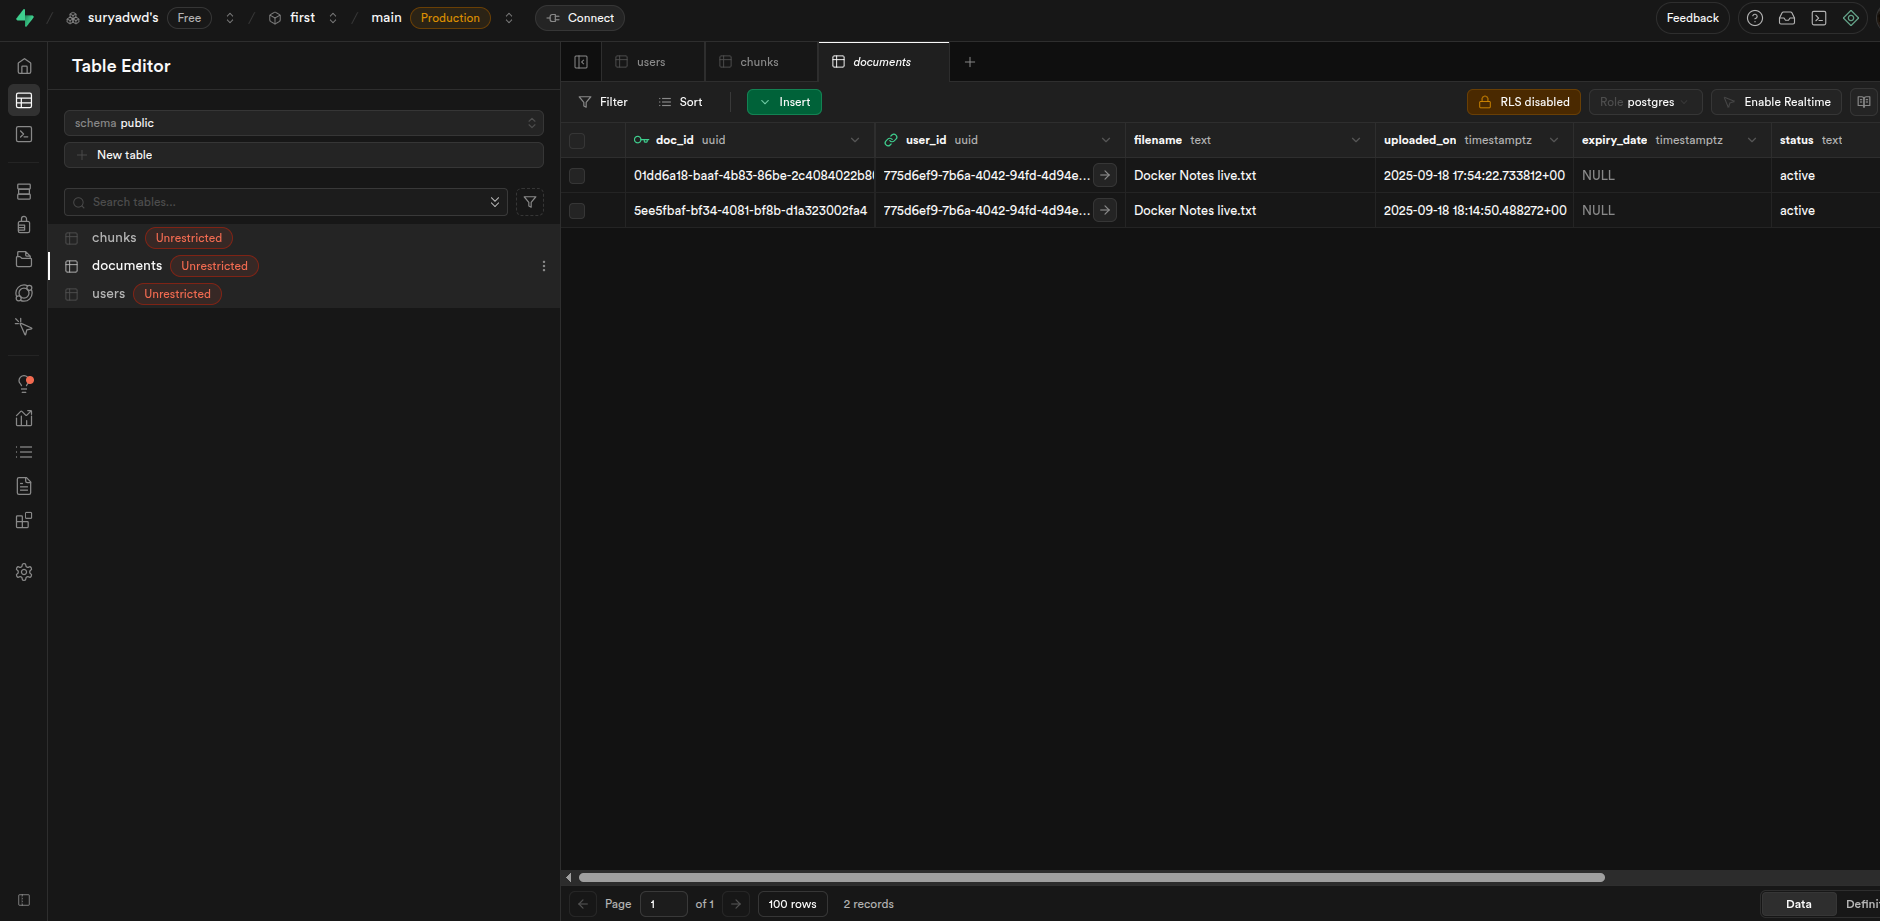 suryadwd's Free first main Production Connect Feedback
Table Editor
users chunks documents
Filter Sort Insert RLS disabled Role postgres Enable Realtime
schema public
New table
Search tables...
chunks Unrestricted
documents Unrestricted
users Unrestricted
doc_id uuid user_id uuid filename text uploaded_on timestamptz expiry_date timestamptz status text
01dd6a18-baaf-4b83-86be-2c4084022b8 775d6ef9-7b6a-4042-94fd-4d94e... Docker Notes live.txt 2025-09-18 17:54:22.733812+00 NULL active
5ee5fbaf-bf34-4081-bf8b-d1a323002fa4 775d6ef9-7b6a-4042-94fd-4d94e... Docker Notes live.txt 2025-09-18 18:14:50.488272+00 NULL active
Page 1 of 1 100 rows 2 records Data Defini